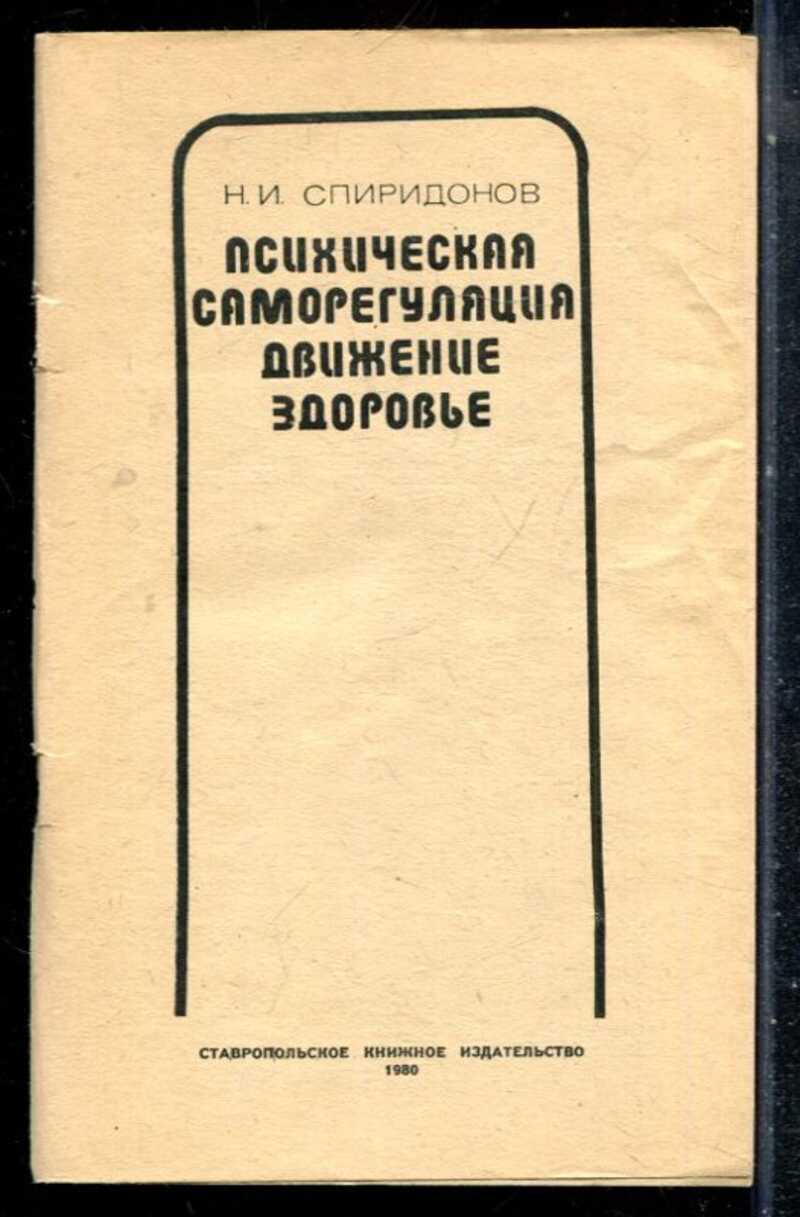 Н. И. СПИРИДОНОВ
ПСИХИЧЕСКАЯ
САМОРЕГУЛЯЦИЯ
ДВИЖЕНИЕ
ЗДОРОВЬЕ
СТАВРОПОЛЬСКОЕ КНИЖНОЕ ИЗДАТЕЛЬСТВО
1980